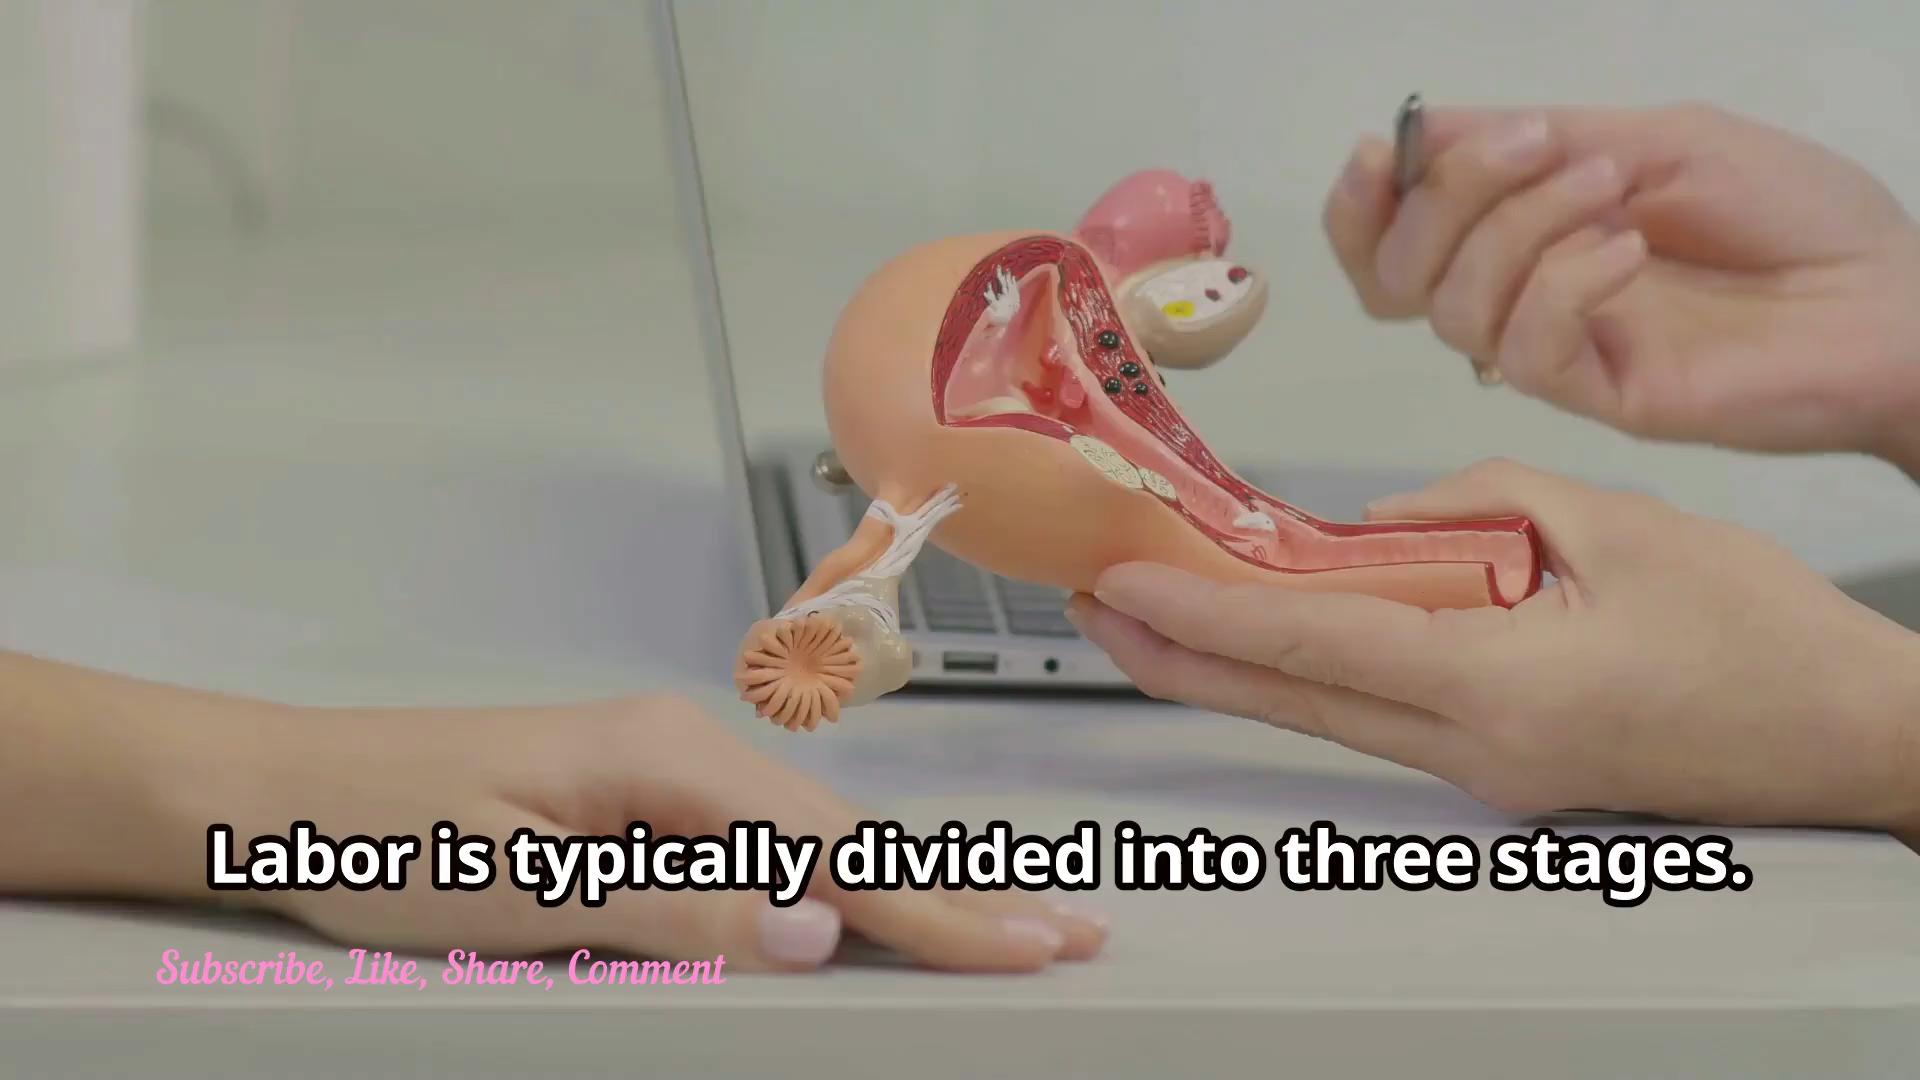 Labor is typically divided into three stages.
Subscribe, Like, Share, Comment